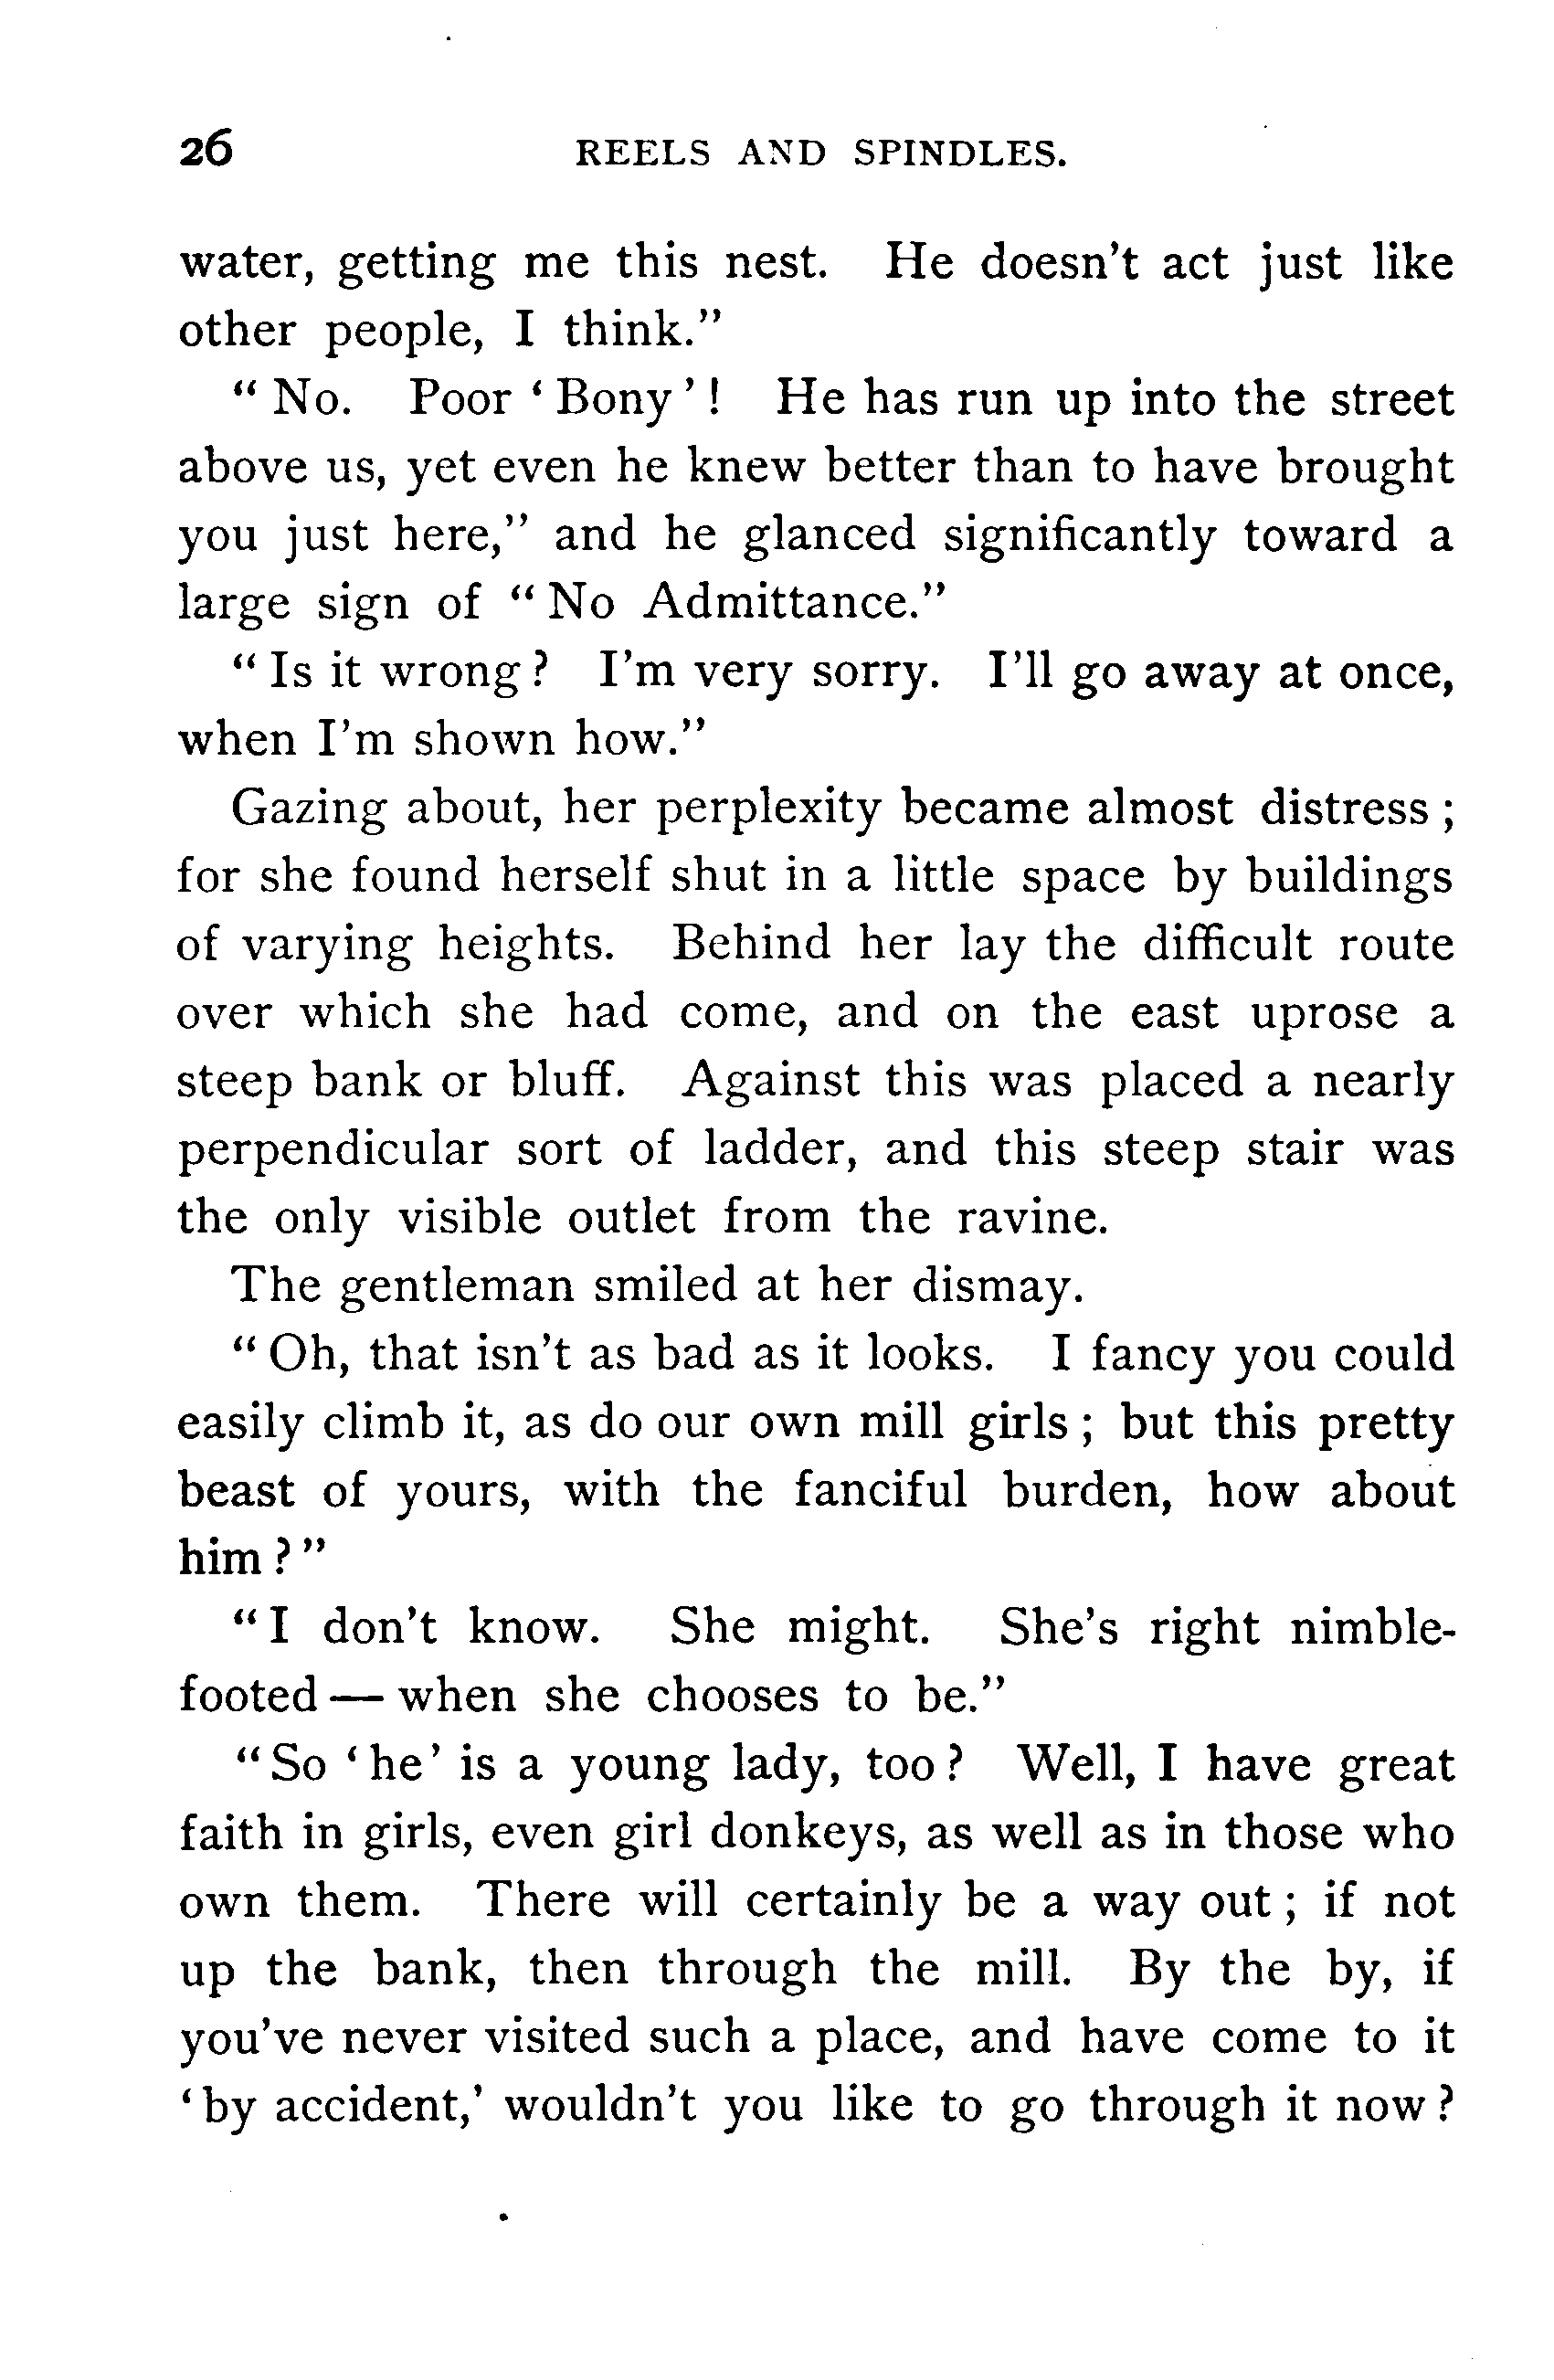 26 REELS AND SPINDLES.
water, getting me this nest. He doesn't act just like
other people, I think."
"No. Poor 'Bony'! He has run up into the street
above us, yet even he knew better than to have brought
you just here," and he glanced significantly toward a
large sign of "No Admittance."
"Is it wrong? I'm very sorry. I'll go away at once,
when I'm shown how."
Gazing about, her perplexity became almost distress;
for she found herself shut in a little space by buildings
of varying heights. Behind her lay the difficult route
over which she had come, and on the east uprose a
steep bank or bluff. Against this was placed a nearly
perpendicular sort of ladder, and this steep stair was
the only visible outlet from the ravine.
The gentleman smiled at her dismay.
"Oh, that isn't as bad as it looks. I fancy you could
easily climb it, as do our own mill girls; but this pretty
beast of yours, with the fanciful burden, how about
him?"
"I don't know. She might. She's right nimble-
footed — when she chooses to be."
"So 'he' is a young lady, too? Well, I have great
faith in girls, even girl donkeys, as well as in those who
own them. There will certainly be a way out; if not
up the bank, then through the mill. By the by, if
you've never visited such a place, and have come to it
'by accident,' wouldn't you like to go through it now?